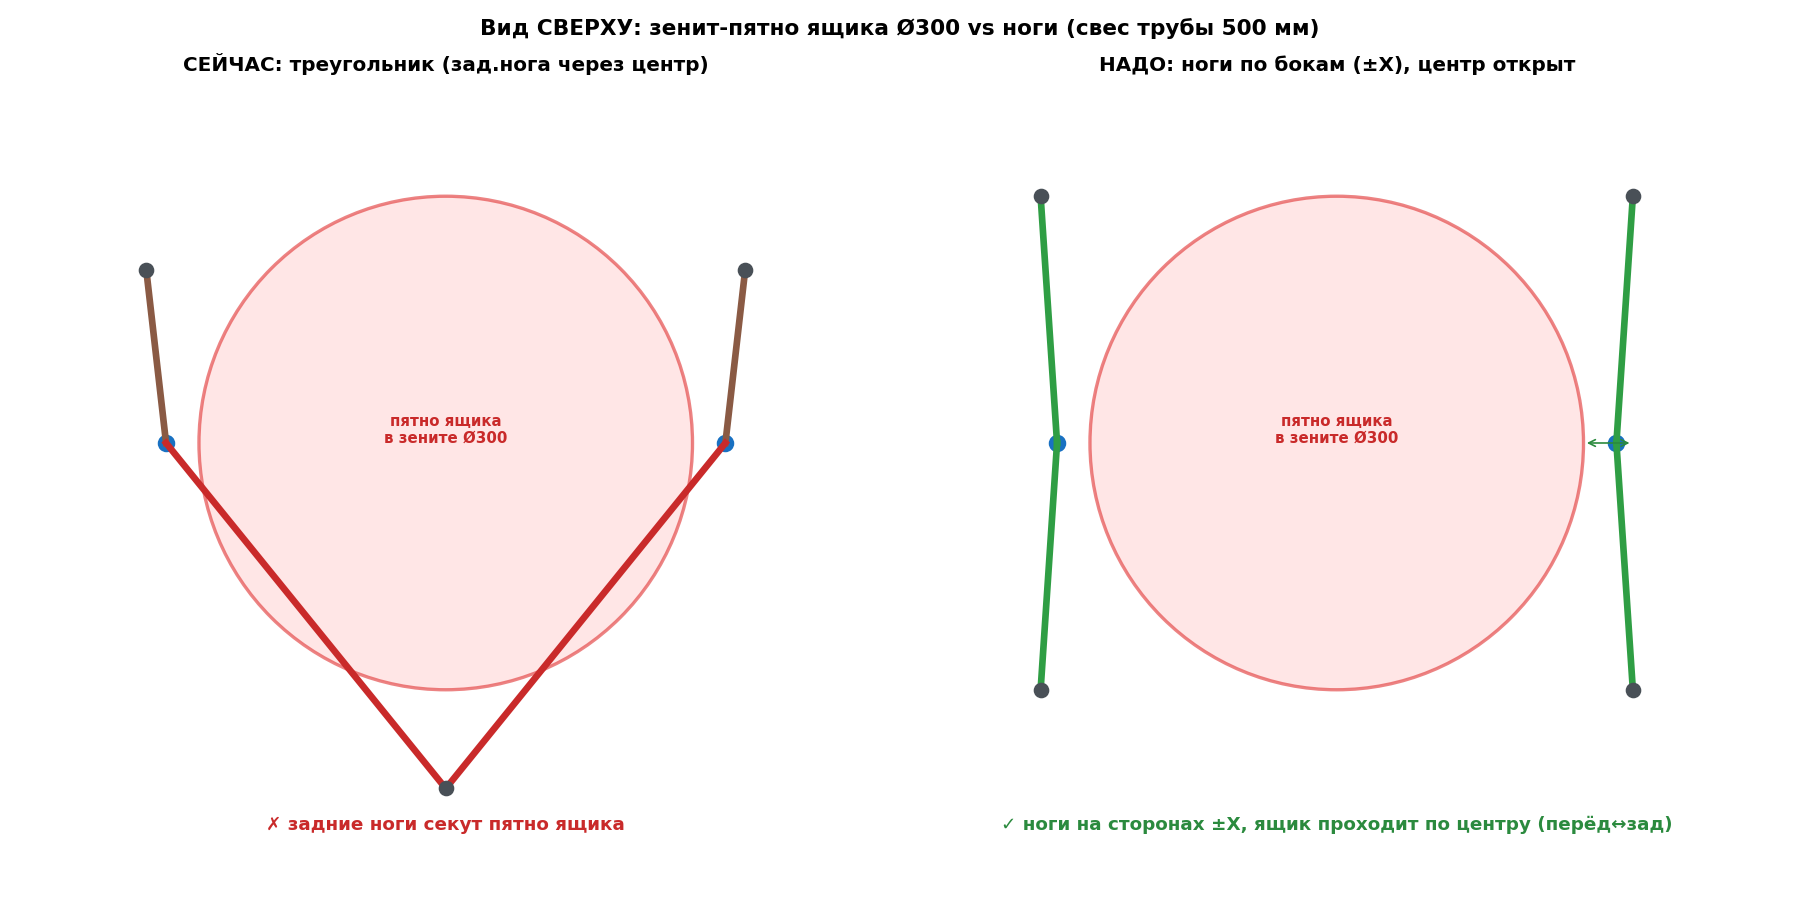 Вид СВЕРХУ: зенит-пятно ящика Ø300 vs ноги (свес трубы 500 мм)
СЕЙЧАС: треугольник (зад.нога через центр)
НАДО: ноги по бокам (±X), центр открыт
пятно ящика
в зените Ø300
пятно ящика
в зените Ø300
✗ задние ноги секут пятно ящика
✓ ноги на сторонах ±X, ящик проходит по центру (перёд↔зад)